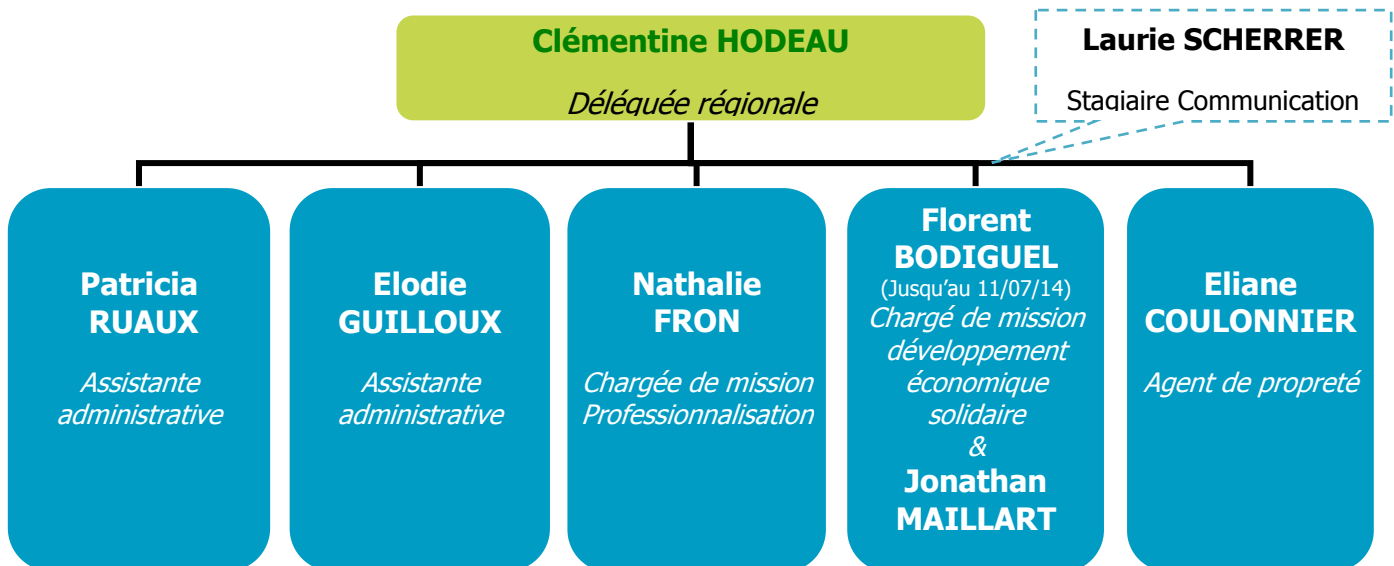 Clémentine HODEAU
Déléguée régionale
Laurie SCHERRER
Stagiaire Communication
Patricia
RUAUX
Assistante
administrative
Elodie
GUILLOUX
Assistante
administrative
Nathalie
FRON
Chargée de mission
Professionnalisation
Florent
BODIGUEL
(Jusqu'au 11/07/14)
Chargé de mission
développement
économique
solidaire
&
Jonathan
MAILLART
Eliane
COULONNIER
Agent de propreté